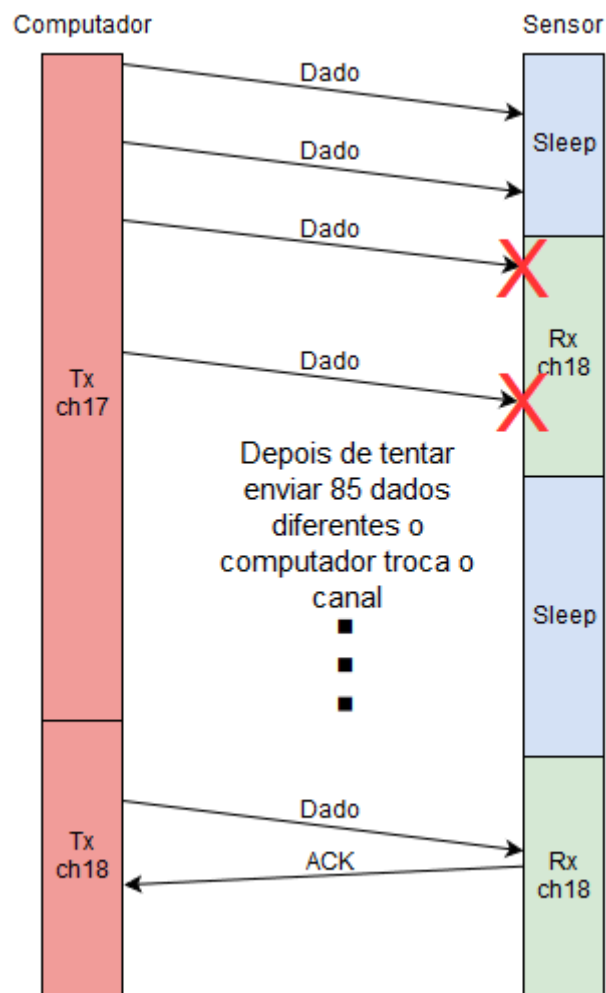 Computador
Sensor
Dado
Dado
Sleep
Dado
Dado
Rx
ch18
Tx
ch17
Depois de tentar
enviar 85 dados
diferentes o
computador troca o
canal
Sleep
Dado
ACK
Tx
ch18
Rx
ch18